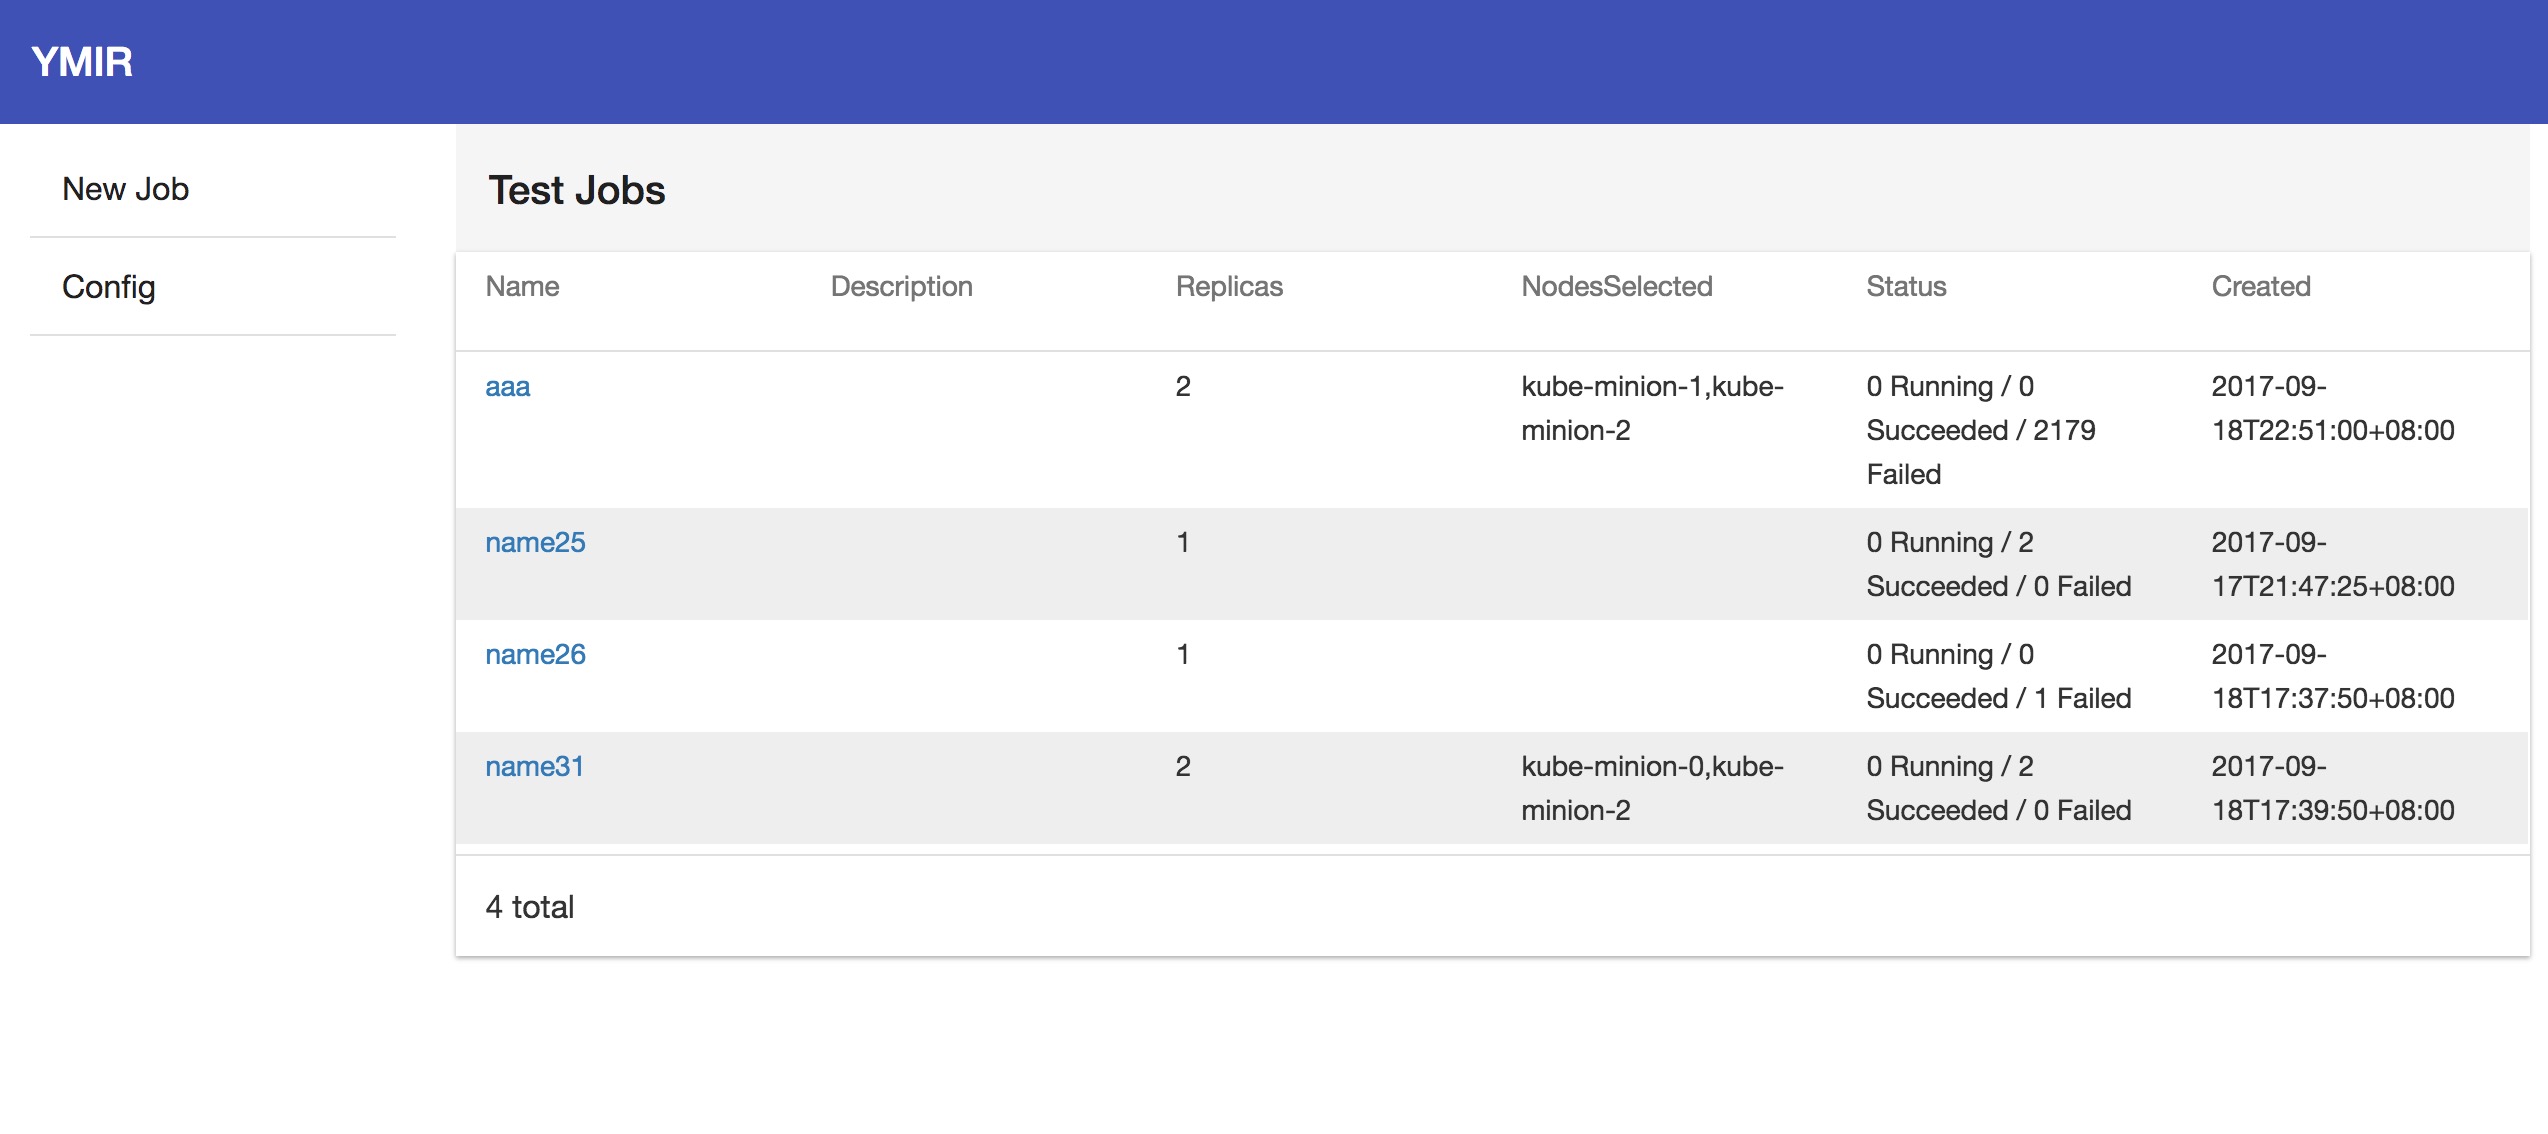 YMIR
New Job
Config
Test Jobs
Name Description Replicas NodesSelected Status Created
aaa 2 kube-minion-1,kube- 0 Running / 0 2017-09-
minion-2 Succeeded / 2179 18T22:51:00+08:00
Failed
name25 1 0 Running / 2 2017-09-
Succeeded / 0 Failed 17T21:47:25+08:00
name26 1 0 Running / 0 2017-09-
Succeeded / 1 Failed 18T17:37:50+08:00
name31 2 kube-minion-0,kube- 0 Running / 2 2017-09-
minion-2 Succeeded / 0 Failed 18T17:39:50+08:00
4 total